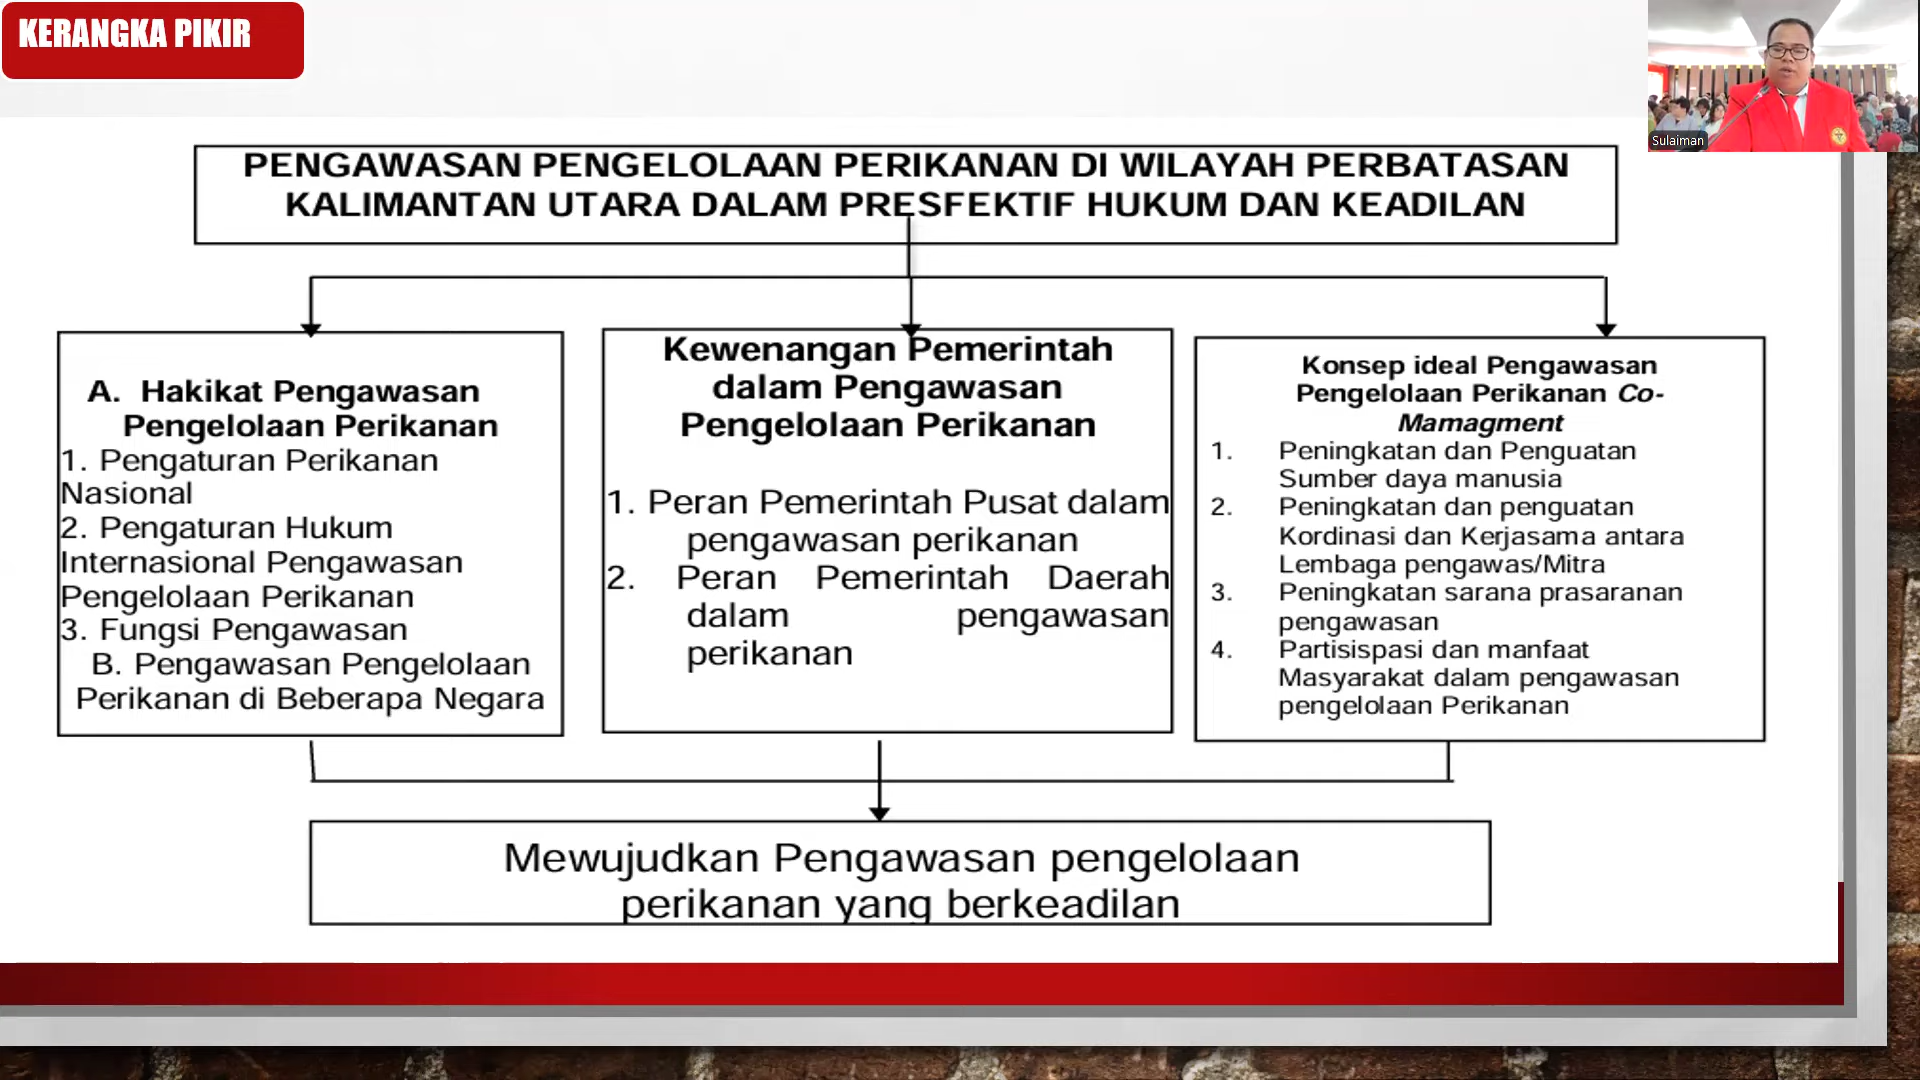 KERANGKA PIKIR
Sulaiman
PENGAWASAN PENGELOLAAN PERIKANAN DI WILAYAH PERBATASAN
KALIMANTAN UTARA DALAM PRESFEKTIF HUKUM DAN KEADILAN
A. Hakikat Pengawasan
Pengelolaan Perikanan
1. Pengaturan Perikanan
Nasional
2. Pengaturan Hukum
Internasional Pengawasan
Pengelolaan Perikanan
3. Fungsi Pengawasan
B. Pengawasan Pengelolaan
Perikanan di Beberapa Negara
Kewenangan Pemerintah
dalam Pengawasan
Pengelolaan Perikanan
1. Peran Pemerintah Pusat dalam
pengawasan perikanan
2. Peran Pemerintah Daerah
dalam pengawasan
perikanan
Konsep ideal Pengawasan
Pengelolaan Perikanan Co-
Mamagment
1. Peningkatan dan Penguatan
Sumber daya manusia
2. Peningkatan dan penguatan
Kordinasi dan Kerjasama antara
Lembaga pengawas/Mitra
3. Peningkatan sarana prasaranan
pengawasan
4. Partisispasi dan manfaat
Masyarakat dalam pengawasan
pengelolaan Perikanan
Mewujudkan Pengawasan pengelolaan
perikanan yang berkeadilan